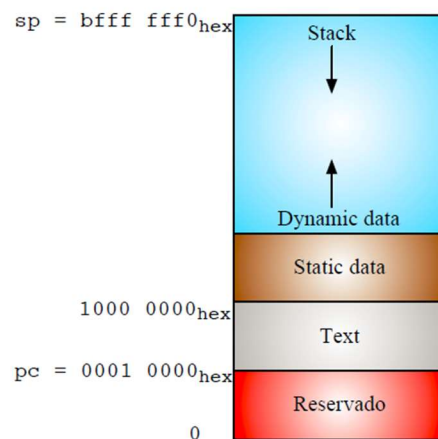 sp = bfff fff0hex
Stack
Dynamic data
Static data
1000 0000hex
Text
pc = 0001 0000hex
Reservado
0